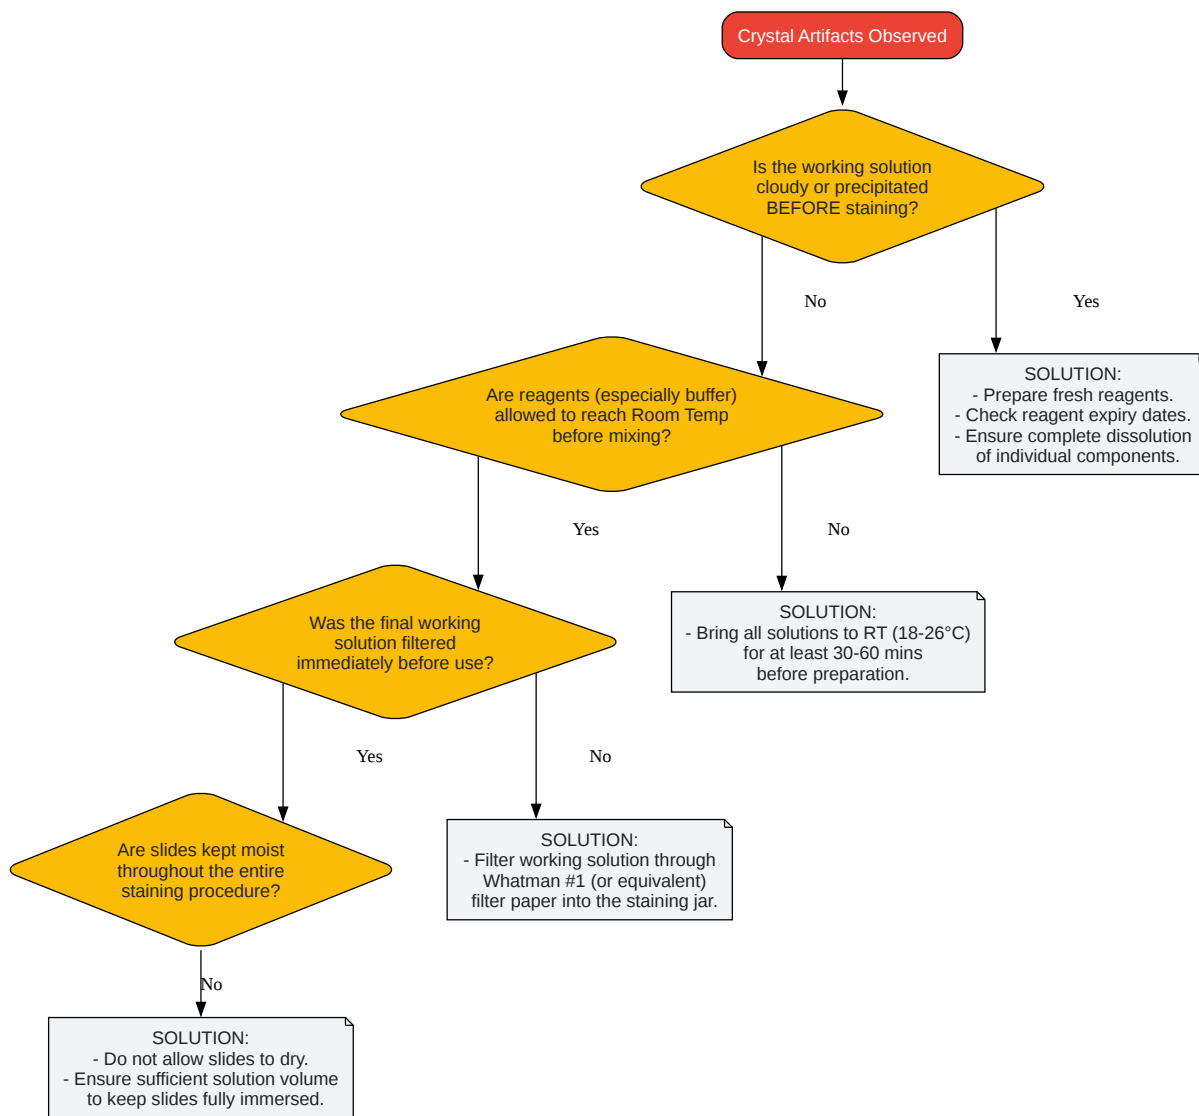 Crystal Artifacts Observed
Is the working solution
cloudy or precipitated
BEFORE staining?
No
Yes
SOLUTION:
- Prepare fresh reagents.
- Check reagent expiry dates.
- Ensure complete dissolution
of individual components.
Are reagents (especially buffer)
allowed to reach Room Temp
before mixing?
Yes
No
SOLUTION:
- Bring all solutions to RT (18-26°C)
for at least 30-60 mins
before preparation.
Was the final working
solution filtered
immediately before use?
Yes
No
SOLUTION:
- Filter working solution through
Whatman #1 (or equivalent)
filter paper into the staining jar.
Are slides kept moist
throughout the entire
staining procedure?
No
SOLUTION:
- Do not allow slides to dry.
- Ensure sufficient solution volume
to keep slides fully immersed.